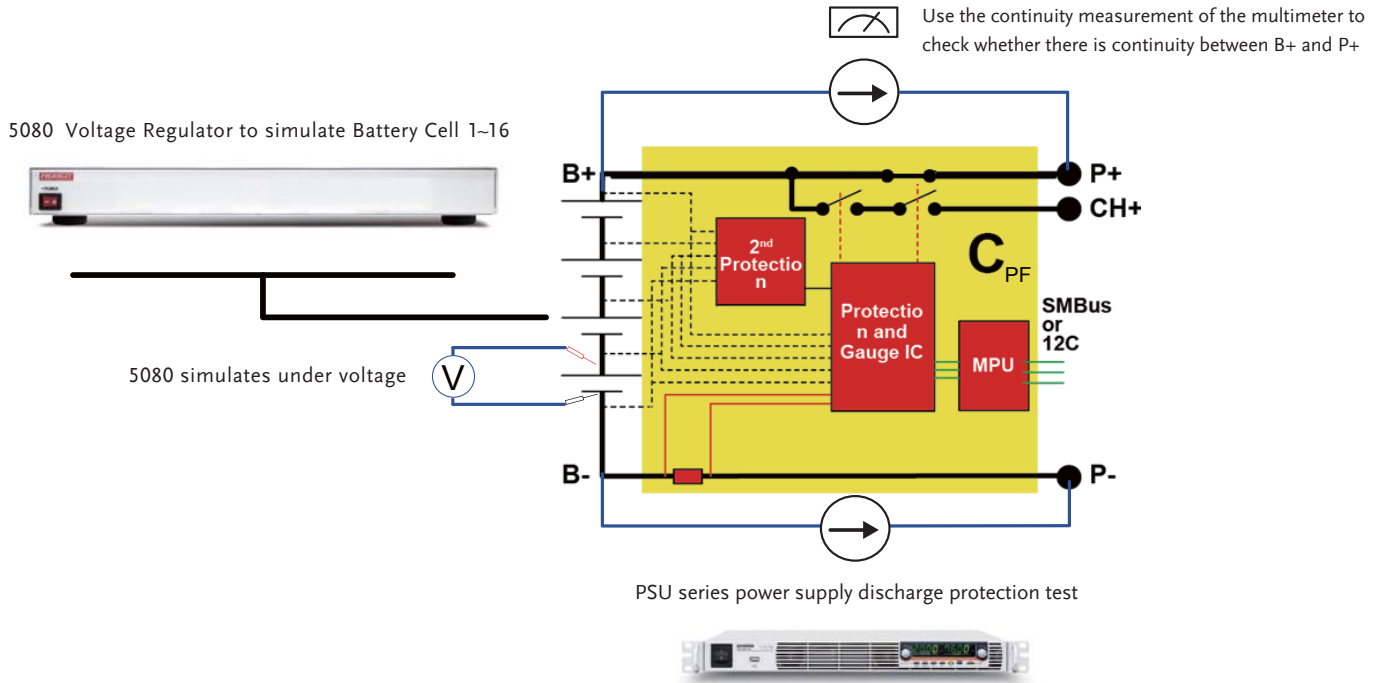 Use the continuity measurement of the multimeter to
check whether there is continuity between B+ and P+
5080 Voltage Regulator to simulate Battery Cell 1~16
PRODIGIT
B+
P+
CH+
2nd
Protectio
n
C PF
Protectio
n and
Gauge IC
SMBus
or
12C
MPU
5080 simulates under voltage
V
B-
P-
PSU series power supply discharge protection test